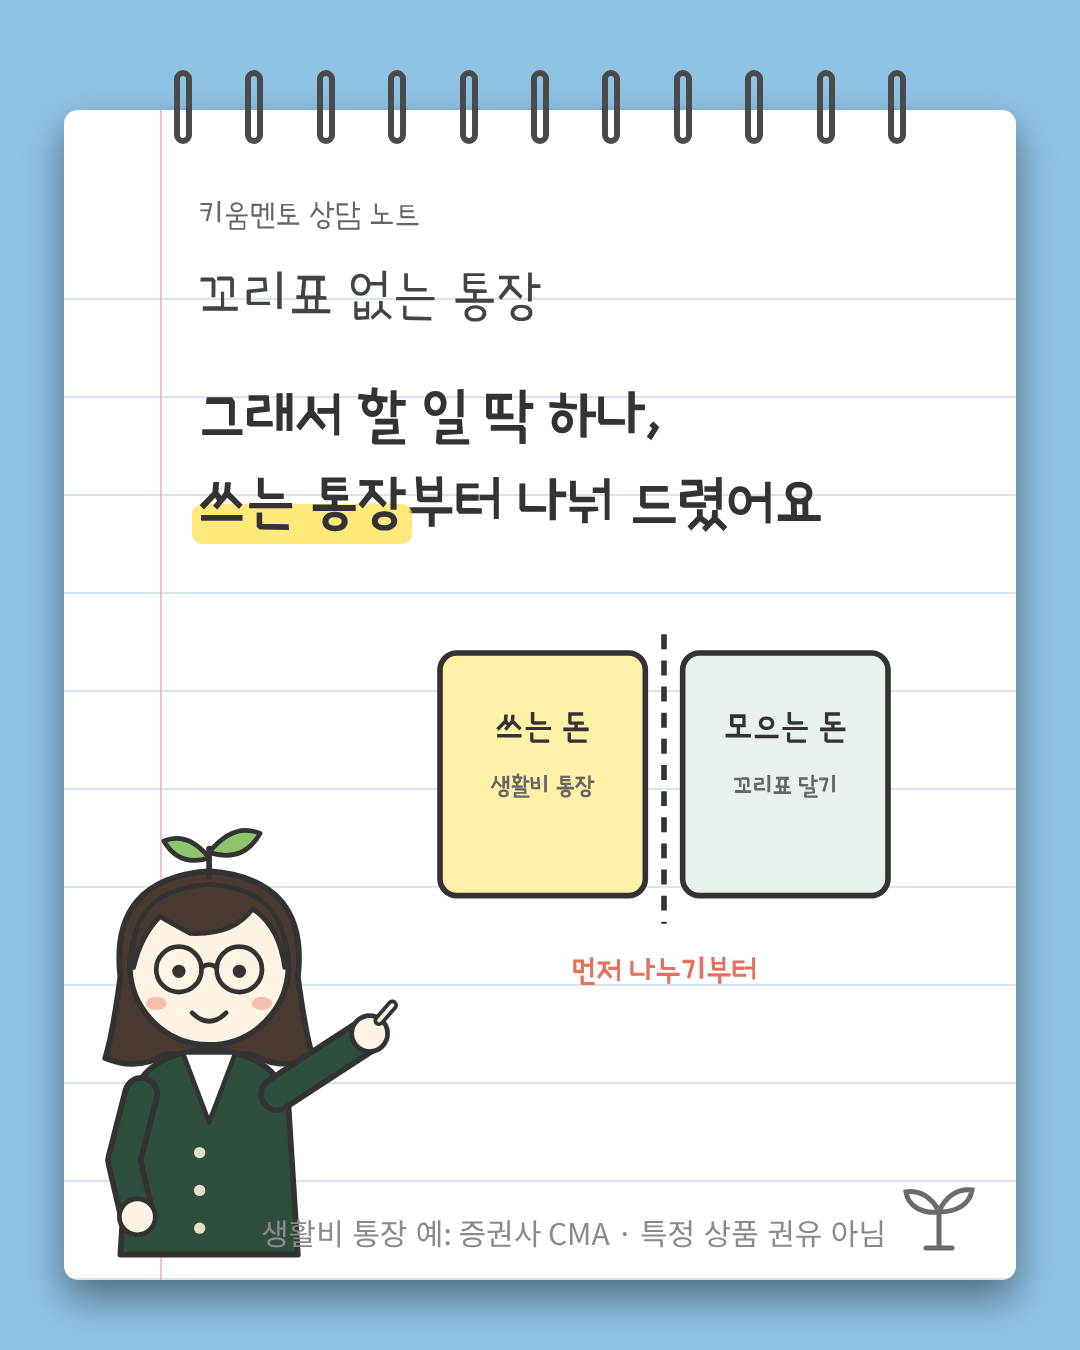 키움멘토 상담 노트
꼬리표 없는 통장
그래서 할 일 딱 하나,
쓰는 통장부터 나눠 드렸어요
쓰는 돈
생활비 통장
모으는 돈
꼬리표 달기
먼저 나누기부터
생활비 통장 예: 증권사 CMA · 특정 상품 권유 아님